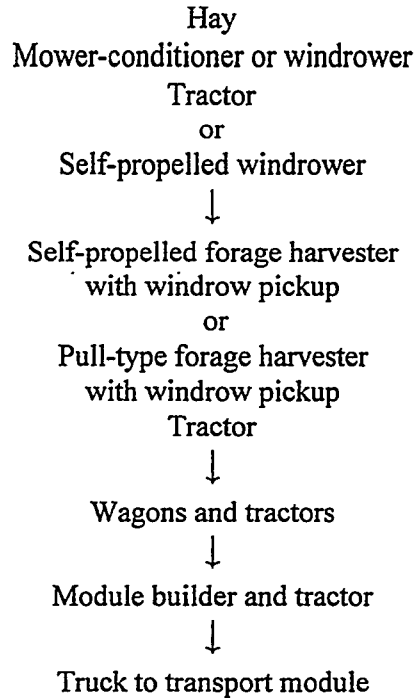 Hay
Mower-conditioner or windrower
Tractor
or
Self-propelled windrower
↓
Self-propelled forage harvester
with windrow pickup
or
Pull-type forage harvester
with windrow pickup
Tractor
↓
Wagons and tractors
↓
Module builder and tractor
↓
Truck to transport module